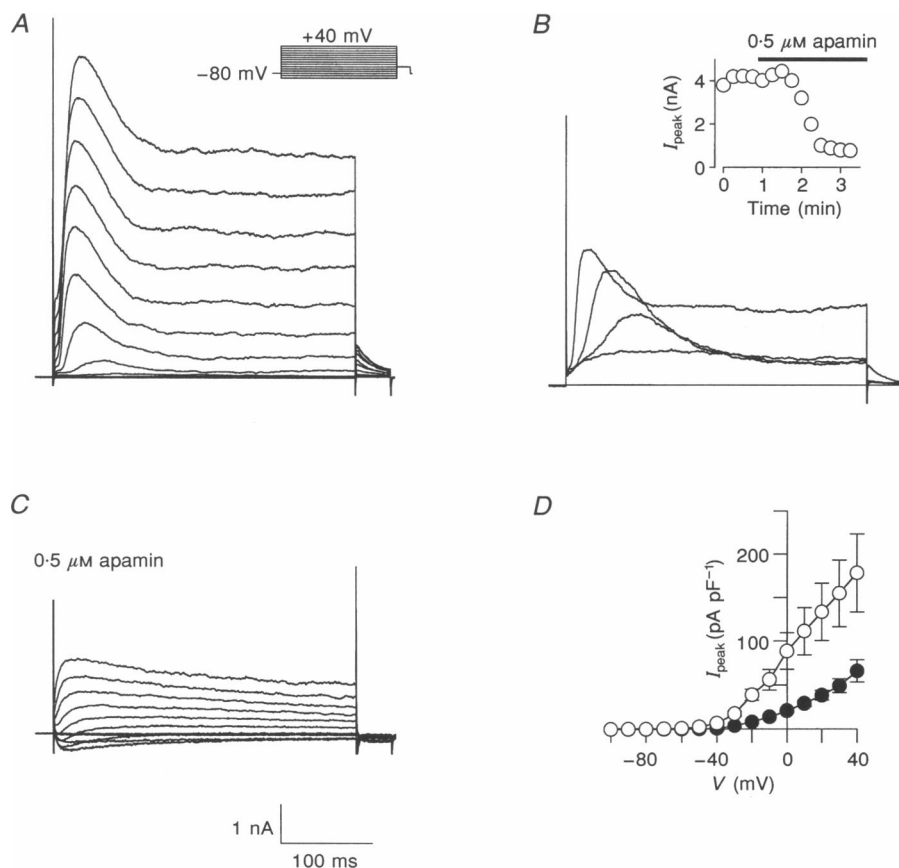 A
+40 mV
−80 mV
B
0·5 μM apamin
I_peak (nA)
4
2
0
0 1 2 3
Time (min)
C
0·5 μM apamin
1 nA
100 ms
D
I_peak (pA pF⁻¹)
200
100
−80 −40 0 40
V (mV)